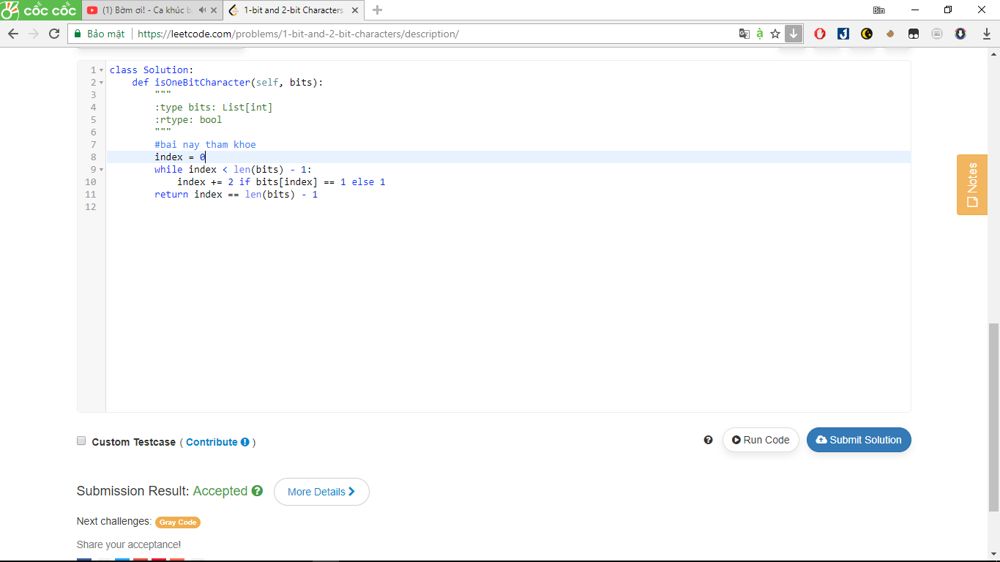 cốc cốc
(1) Bờm ơi! - Ca khúc b
1-bit and 2-bit Characters
Bin
Bảo mật
https://leetcode.com/problems/1-bit-and-2-bit-characters/description/
1 class Solution:
2     def isOneBitCharacter(self, bits):
3         """
4         :type bits: List[int]
5         :rtype: bool
6         """
7         #bai nay tham khoe
8         index = 0
9         while index < len(bits) - 1:
10             index += 2 if bits[index] == 1 else 1
11         return index == len(bits) - 1
12
Notes
Custom Testcase ( Contribute )
Run Code
Submit Solution
Submission Result: Accepted
More Details
Next challenges: Gray Code
Share your acceptance!